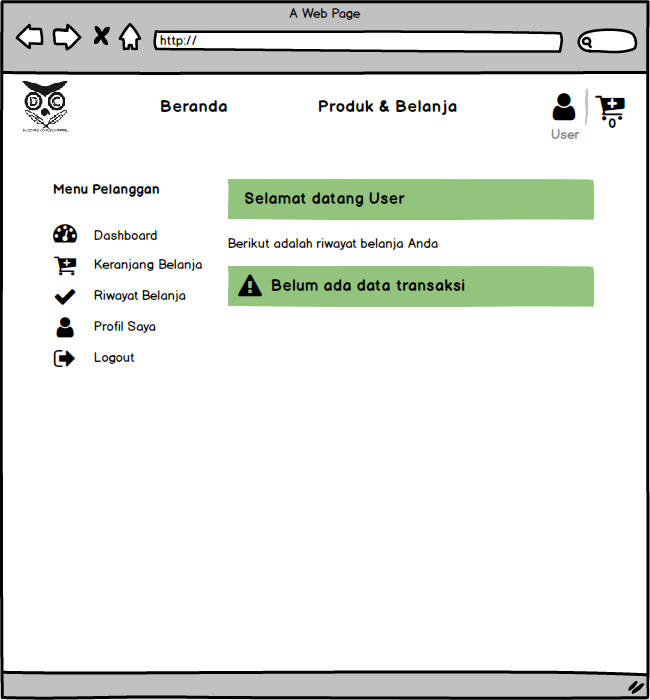 A Web Page
http://
D C
Beranda
Produk & Belanja
User
0
Menu Pelanggan
Dashboard
Keranjang Belanja
Riwayat Belanja
Profil Saya
Logout
Selamat datang User
Berikut adalah riwayat belanja Anda
Belum ada data transaksi